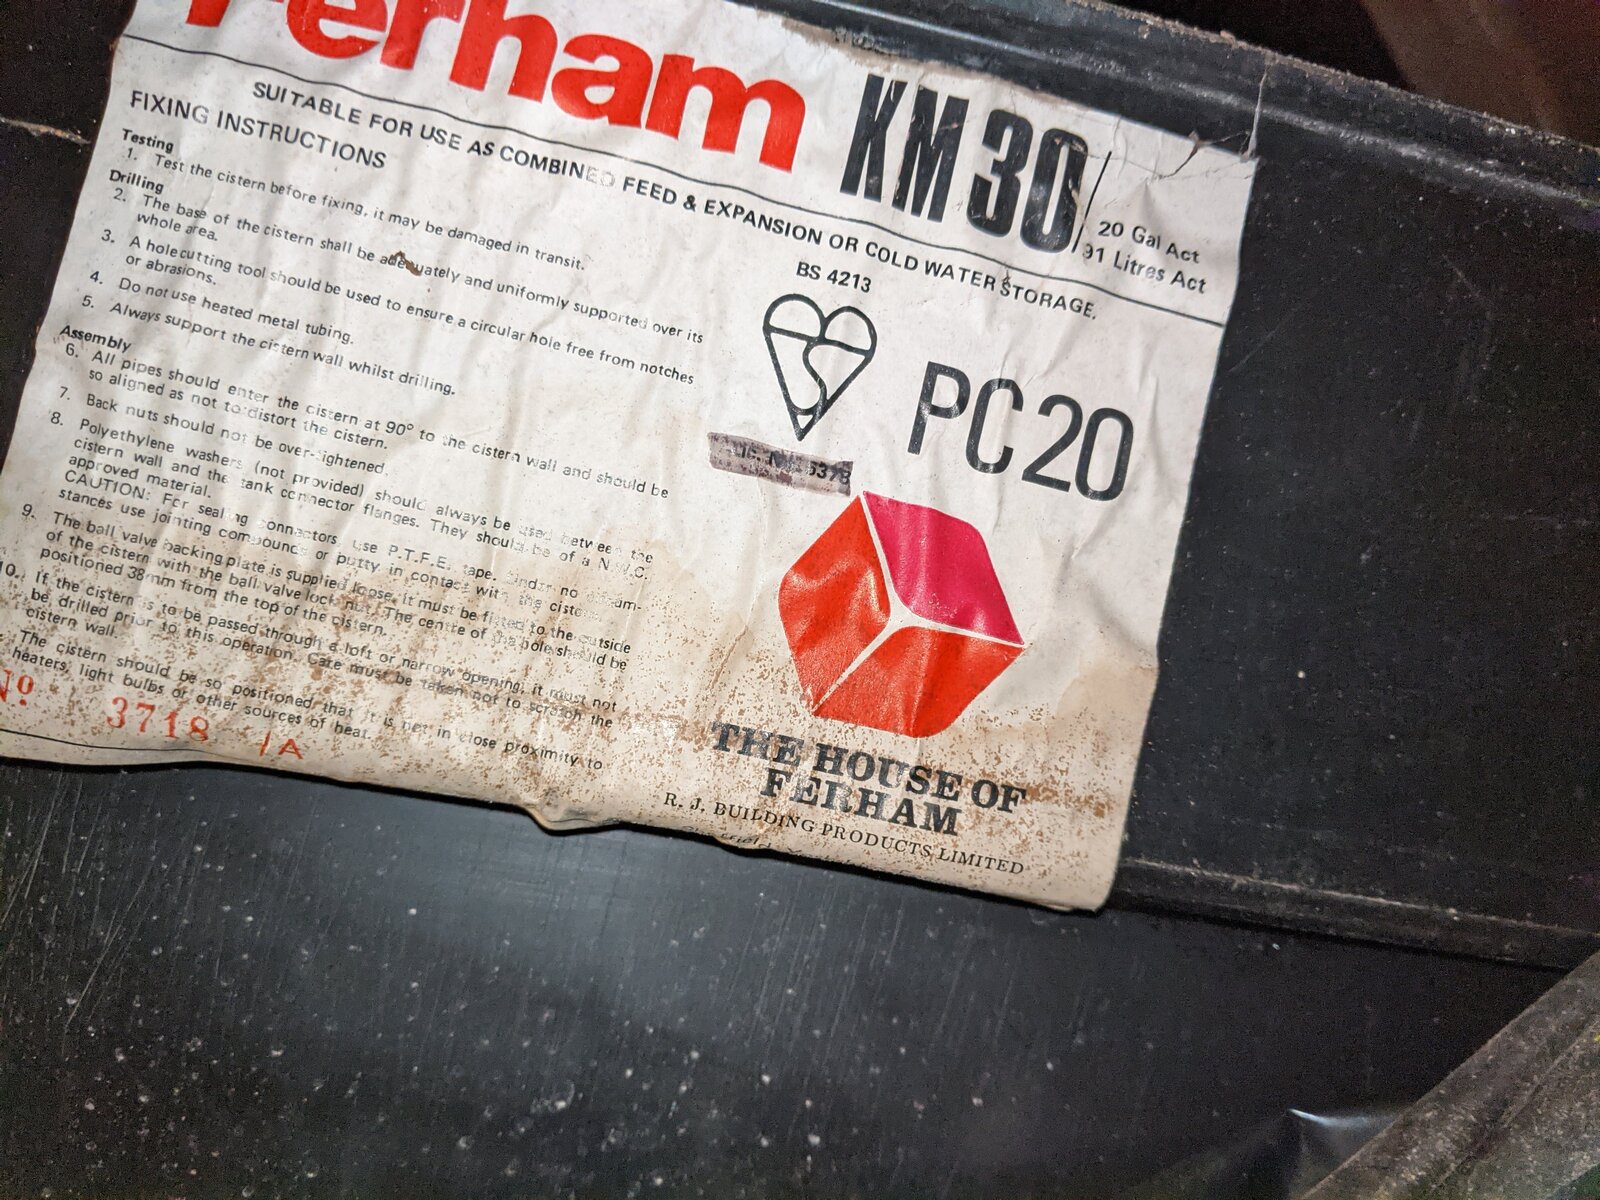 Ferham KM 30
20 Gal Act
91 Litres Act
SUITABLE FOR USE AS COMBINED FEED & EXPANSION OR COLD WATER STORAGE.
FIXING INSTRUCTIONS
Testing
1. Test the cistern before fixing, it may be damaged in transit.
Drilling
2. The base of the cistern shall be adequately and uniformly supported over its
whole area.
3. A holecutting tool should be used to ensure a circular hole free from notches
or abrasions.
4. Do not use heated metal tubing.
5. Always support the cistern wall whilst drilling.
Assembly
6. All pipes should enter the cistern at 90° to the cistern wall and should be
so aligned as not to distort the cistern.
7. Back nuts should not be over-tightened.
8. Polyethylene washers (not provided) should always be used between the
cistern wall and the tank connector flanges. They should be of a N.W.C.
approved material.
CAUTION: For sealing connectors, use P.T.F.E. tape. Under no circum-
stances use jointing compounds or putty in contact with the cistern.
9. The ball valve backing plate is supplied loose. It must be fitted to the outside
of the cistern with the ball valve lock nut. The centre of the hole should be
positioned 38mm from the top of the cistern.
10. If the cistern is to be passed through a loft or narrow opening, it must not
be drilled prior to this operation. Care must be taken not to scratch the
cistern wall.
The cistern should be so positioned that it is not in close proximity to
heaters, light bulbs or other sources of heat.
No 3718 /A
BS 4213
PC20
THE HOUSE OF
FERHAM
R. J. BUILDING PRODUCTS LIMITED